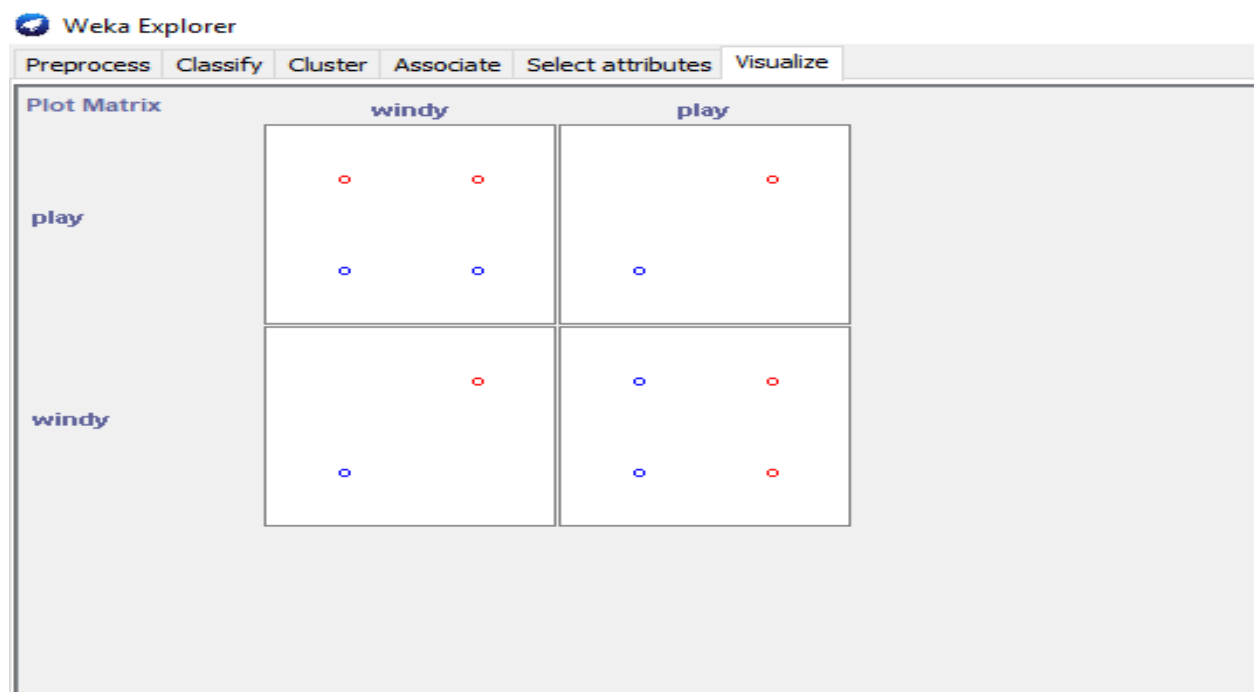 Weka Explorer
Preprocess Classify Cluster Associate Select attributes Visualize
Plot Matrix
windy play
play
windy